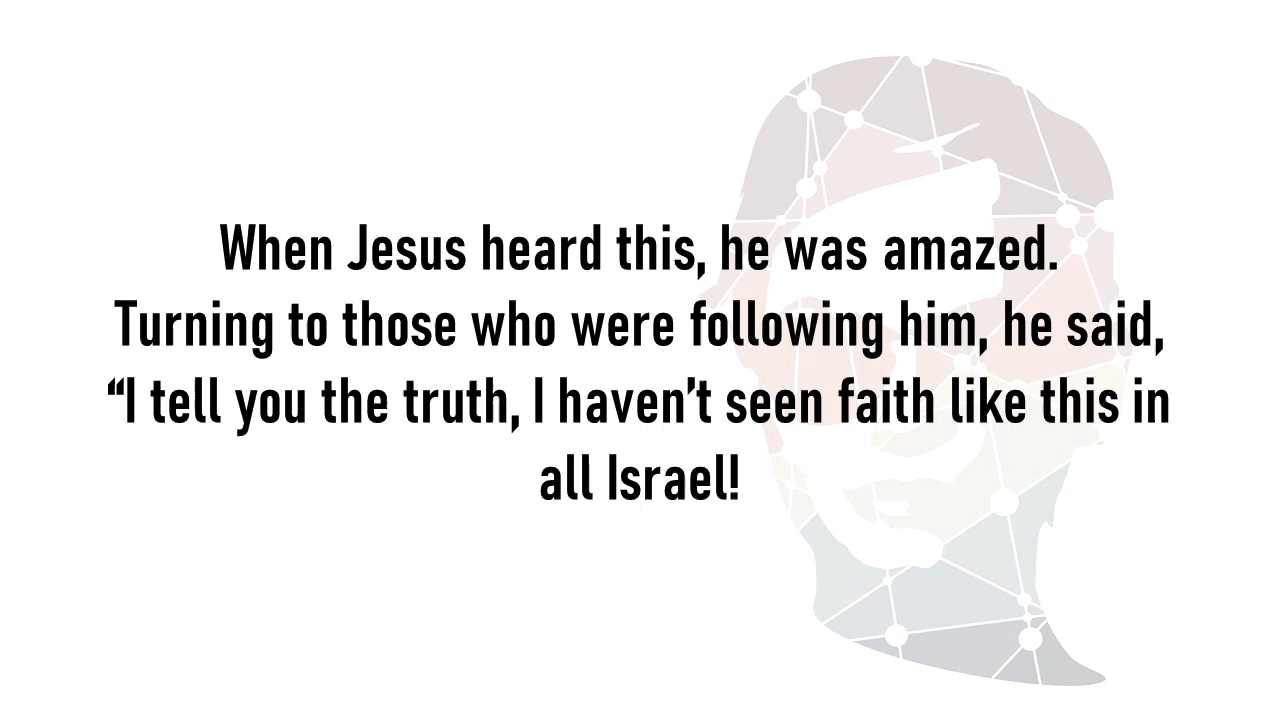 When Jesus heard this, he was amazed.
Turning to those who were following him, he said,
“I tell you the truth, I haven’t seen faith like this in
all Israel!